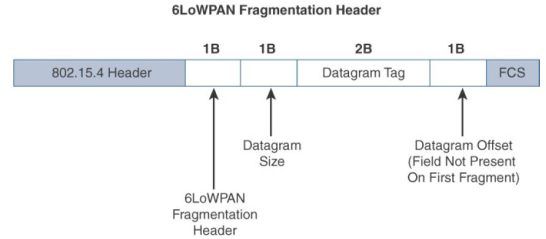 6LoWPAN Fragmentation Header
1B 1B 2B 1B
802.15.4 Header Datagram Tag FCS
Datagram
Size
Datagram Offset
(Field Not Present
On First Fragment)
6LoWPAN
Fragmentation
Header